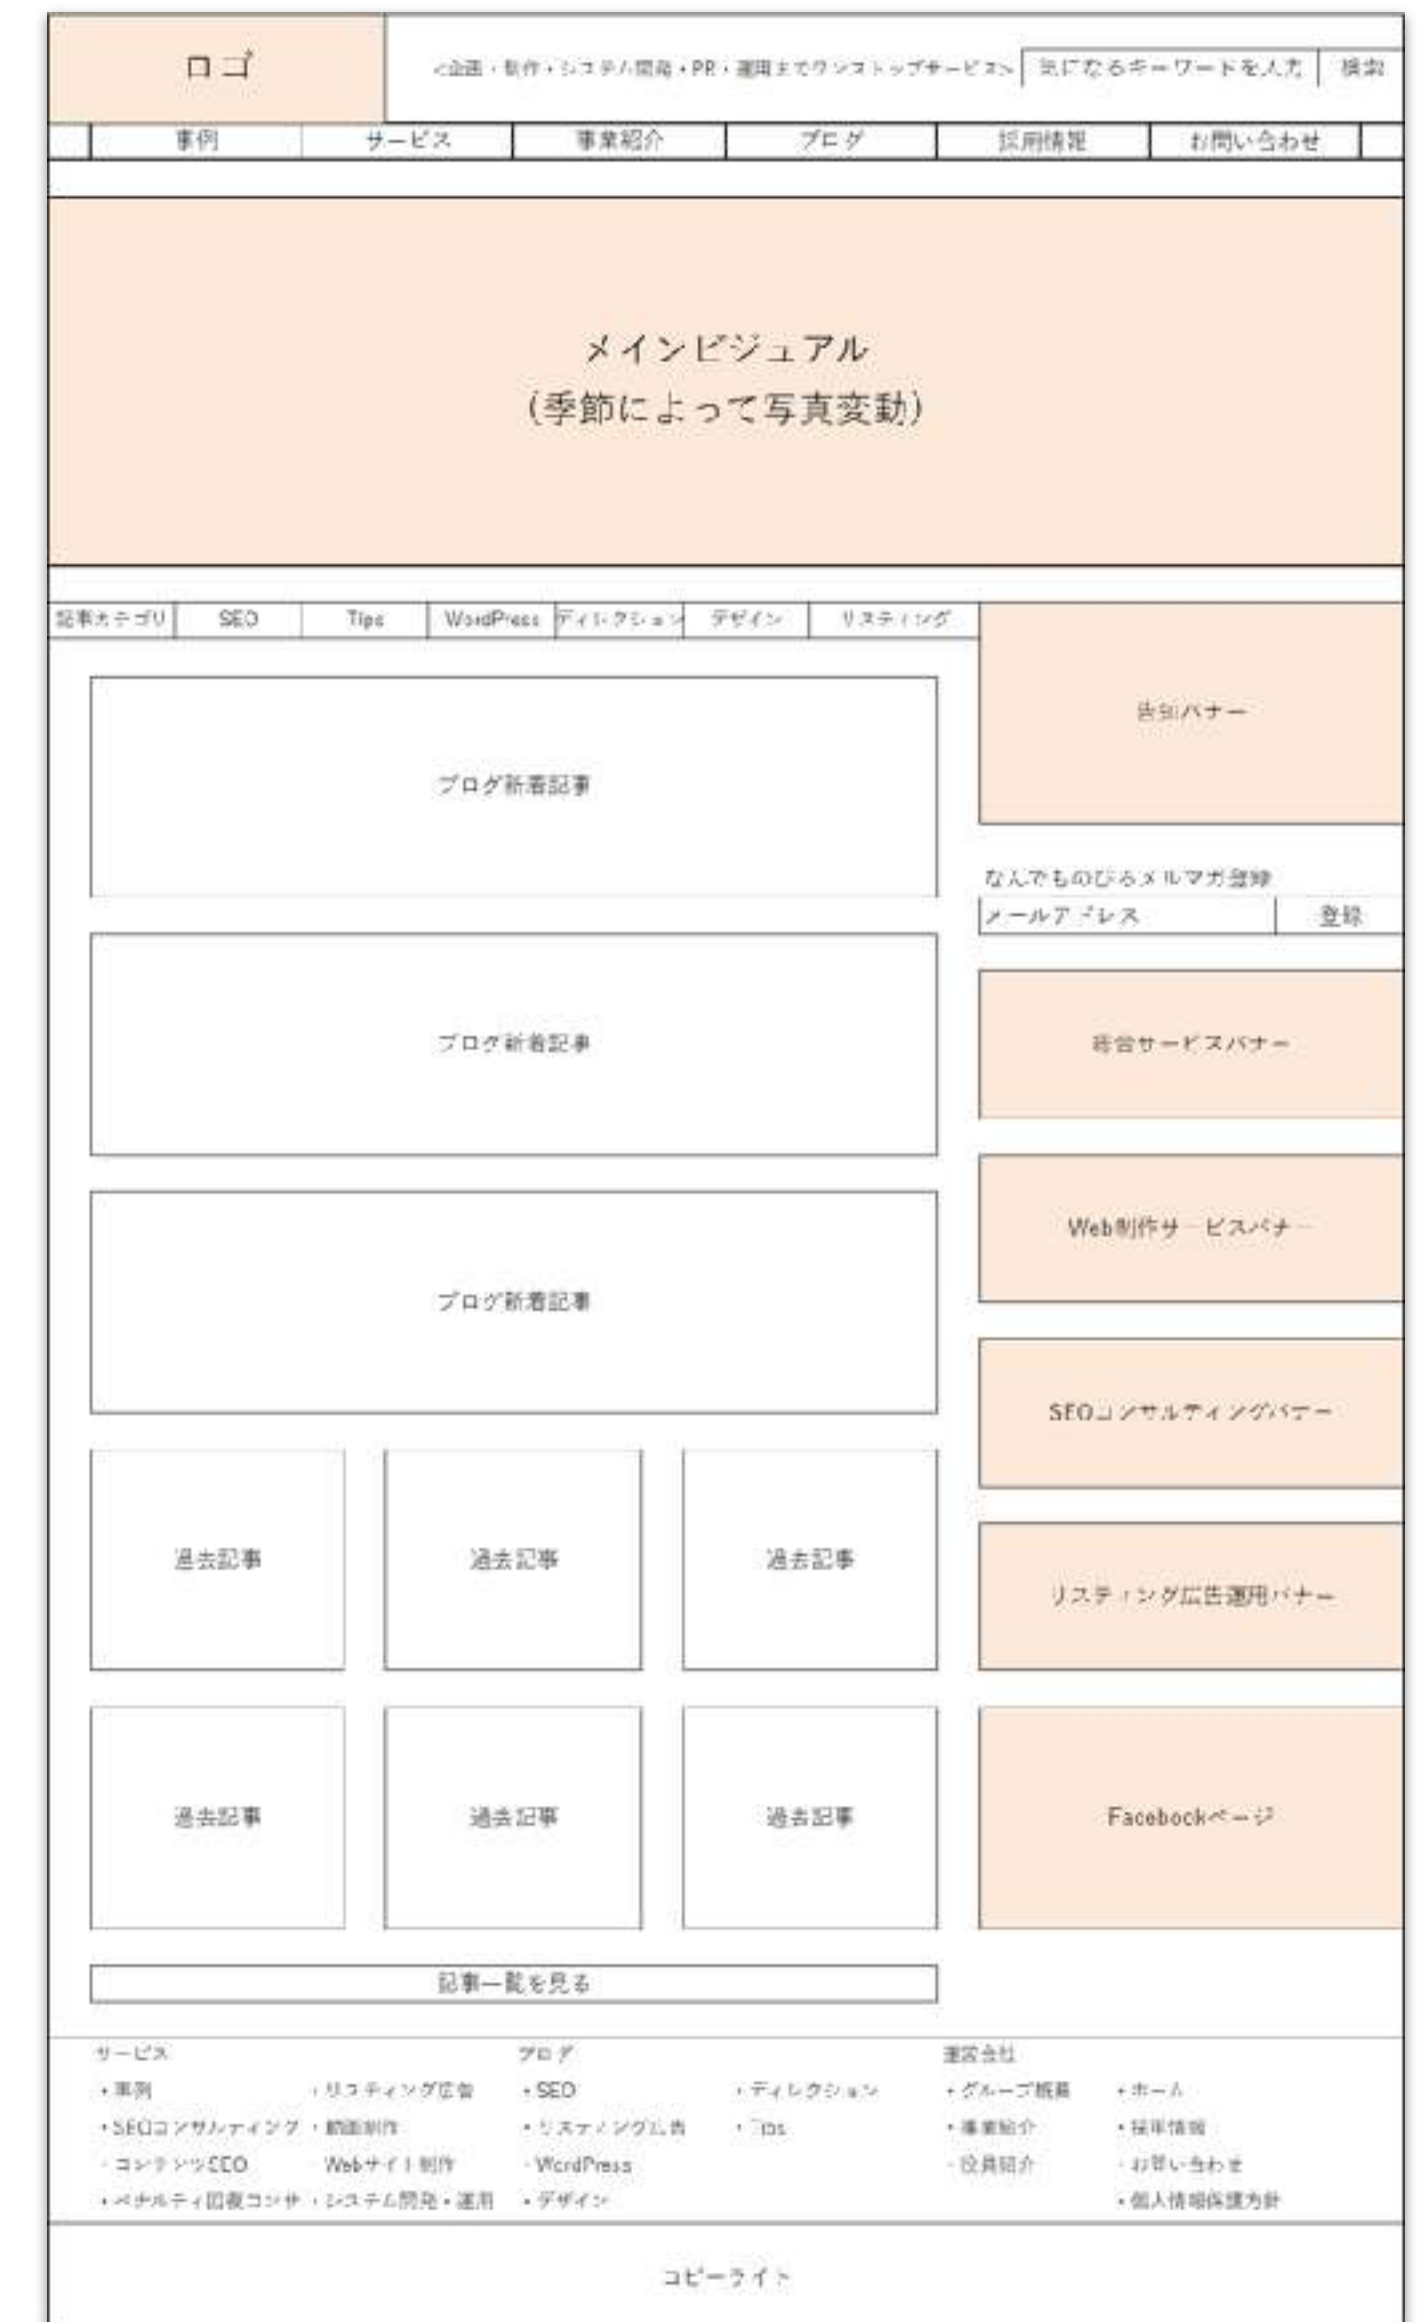 ロゴ
<企画・制作・システム開発・PR・運用までワンストップサービス>
気になるキーワードを入力
検索
事例
サービス
事業紹介
ブログ
採用情報
お問い合わせ
メインビジュアル
(季節によって写真変動)
記事カテゴリ
SEO
Tips
WordPress
ディレクション
デザイン
リスティング
告知バナー
ブログ新着記事
なんでものびるメルマガ登録
メールアドレス
登録
ブログ新着記事
総合サービスバナー
Web制作サービスバナー
ブログ新着記事
SEOコンサルティングバナー
過去記事
過去記事
過去記事
リスティング広告運用バナー
過去記事
過去記事
過去記事
Facebookページ
記事一覧を見る
サービス
・事例
・SEOコンサルティング
・コンテンツSEO
・ペナルティ回復コンサ
・リスティング広告
・動画制作
・Webサイト制作
・システム開発・運用
ブログ
・SEO
・リスティング広告
・WordPress
・デザイン
・ディレクション
・Tips
運営会社
・グループ概要
・事業紹介
・役員紹介
・ホーム
・採用情報
・お問い合わせ
・個人情報保護方針
コピーライト